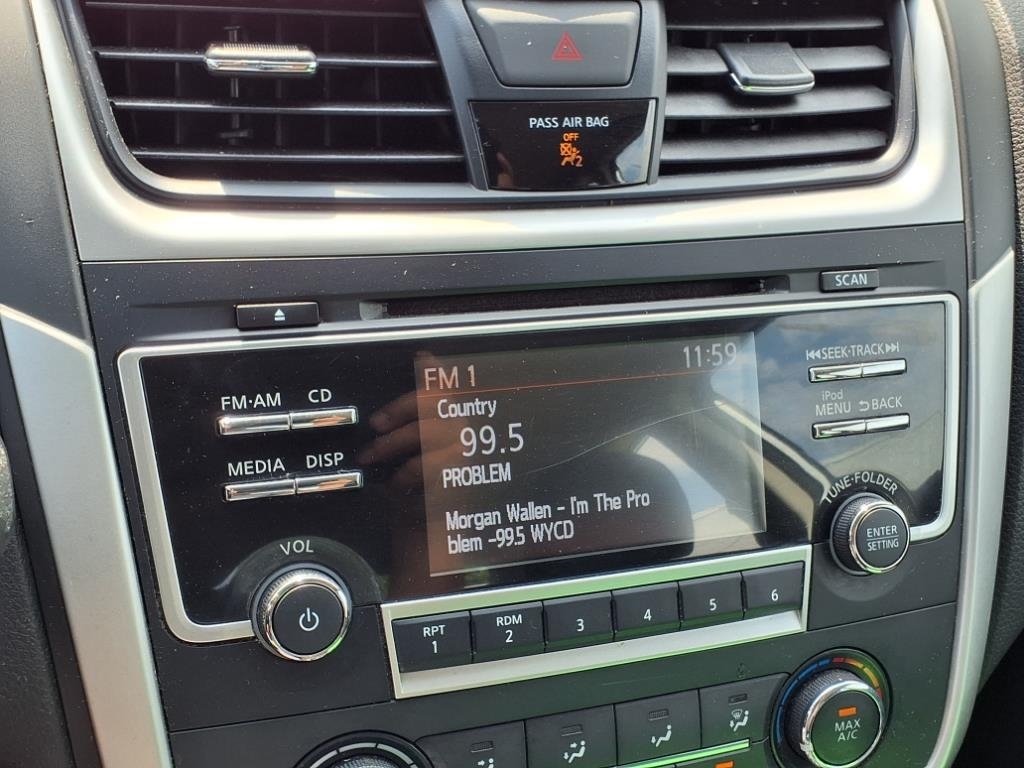 PASS AIR BAG
OFF
2
SCAN
FM·AM CD
MEDIA DISP
VOL
FM 1 11:59
Country
99.5
PROBLEM
Morgan Wallen - I'm The Pro
blem -99.5 WYCD
SEEK·TRACK
iPod
MENU BACK
TUNE·FOLDER
ENTER
SETTING
RPT
1
RDM
2
3
4
5
6
MAX
A/C